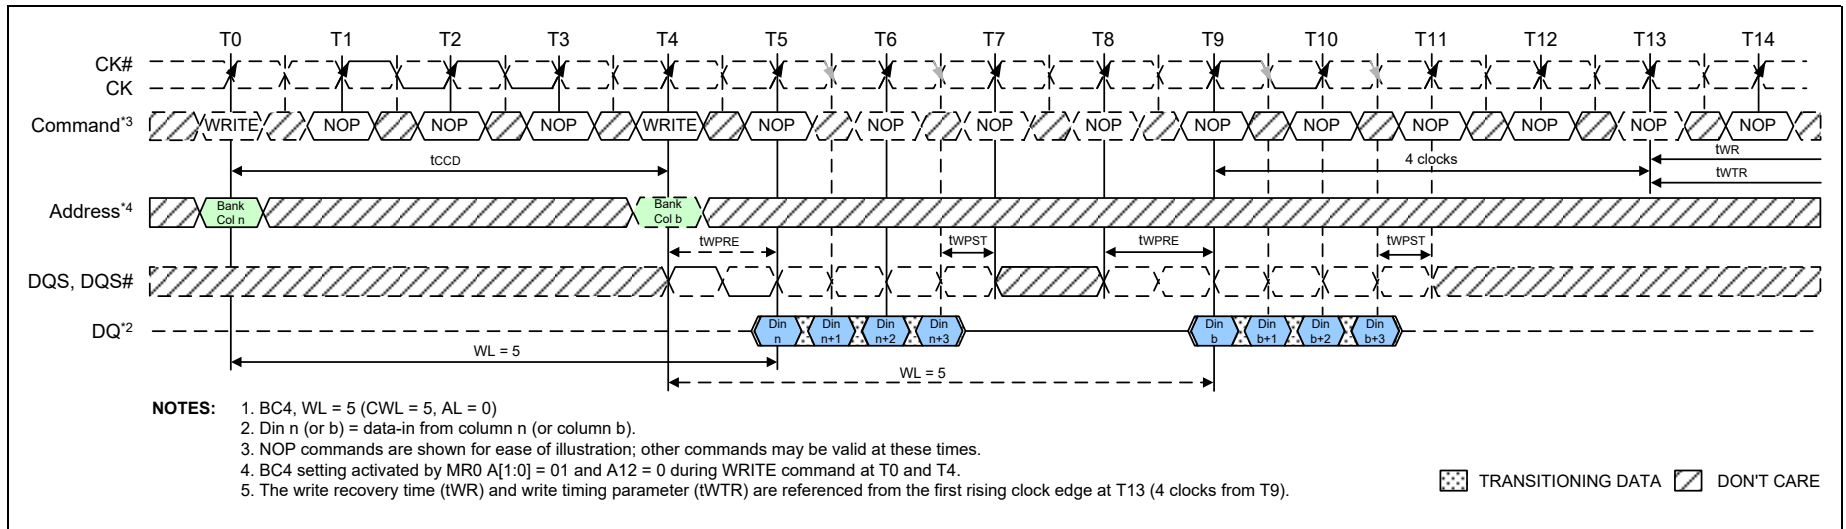 T0 T1 T2 T3 T4 T5 T6 T7 T8 T9 T10 T11 T12 T13 T14
CK#
CK
Command*3 WRITE NOP NOP NOP WRITE NOP NOP NOP NOP NOP NOP NOP NOP NOP NOP
tCCD 4 clocks tWR
tWTR
Address*4 Bank Col n Bank Col b
tWPRE tWPST tWPRE tWPST
DQS, DQS#
DQ*2 Din n Din n+1 Din n+2 Din n+3 Din b Din b+1 Din b+2 Din b+3
WL = 5
WL = 5
NOTES: 1. BC4, WL = 5 (CWL = 5, AL = 0)
2. Din n (or b) = data-in from column n (or column b).
3. NOP commands are shown for ease of illustration; other commands may be valid at these times.
4. BC4 setting activated by MR0 A[1:0] = 01 and A12 = 0 during WRITE command at T0 and T4.
5. The write recovery time (tWR) and write timing parameter (tWTR) are referenced from the first rising clock edge at T13 (4 clocks from T9).
TRANSITIONING DATA DON'T CARE